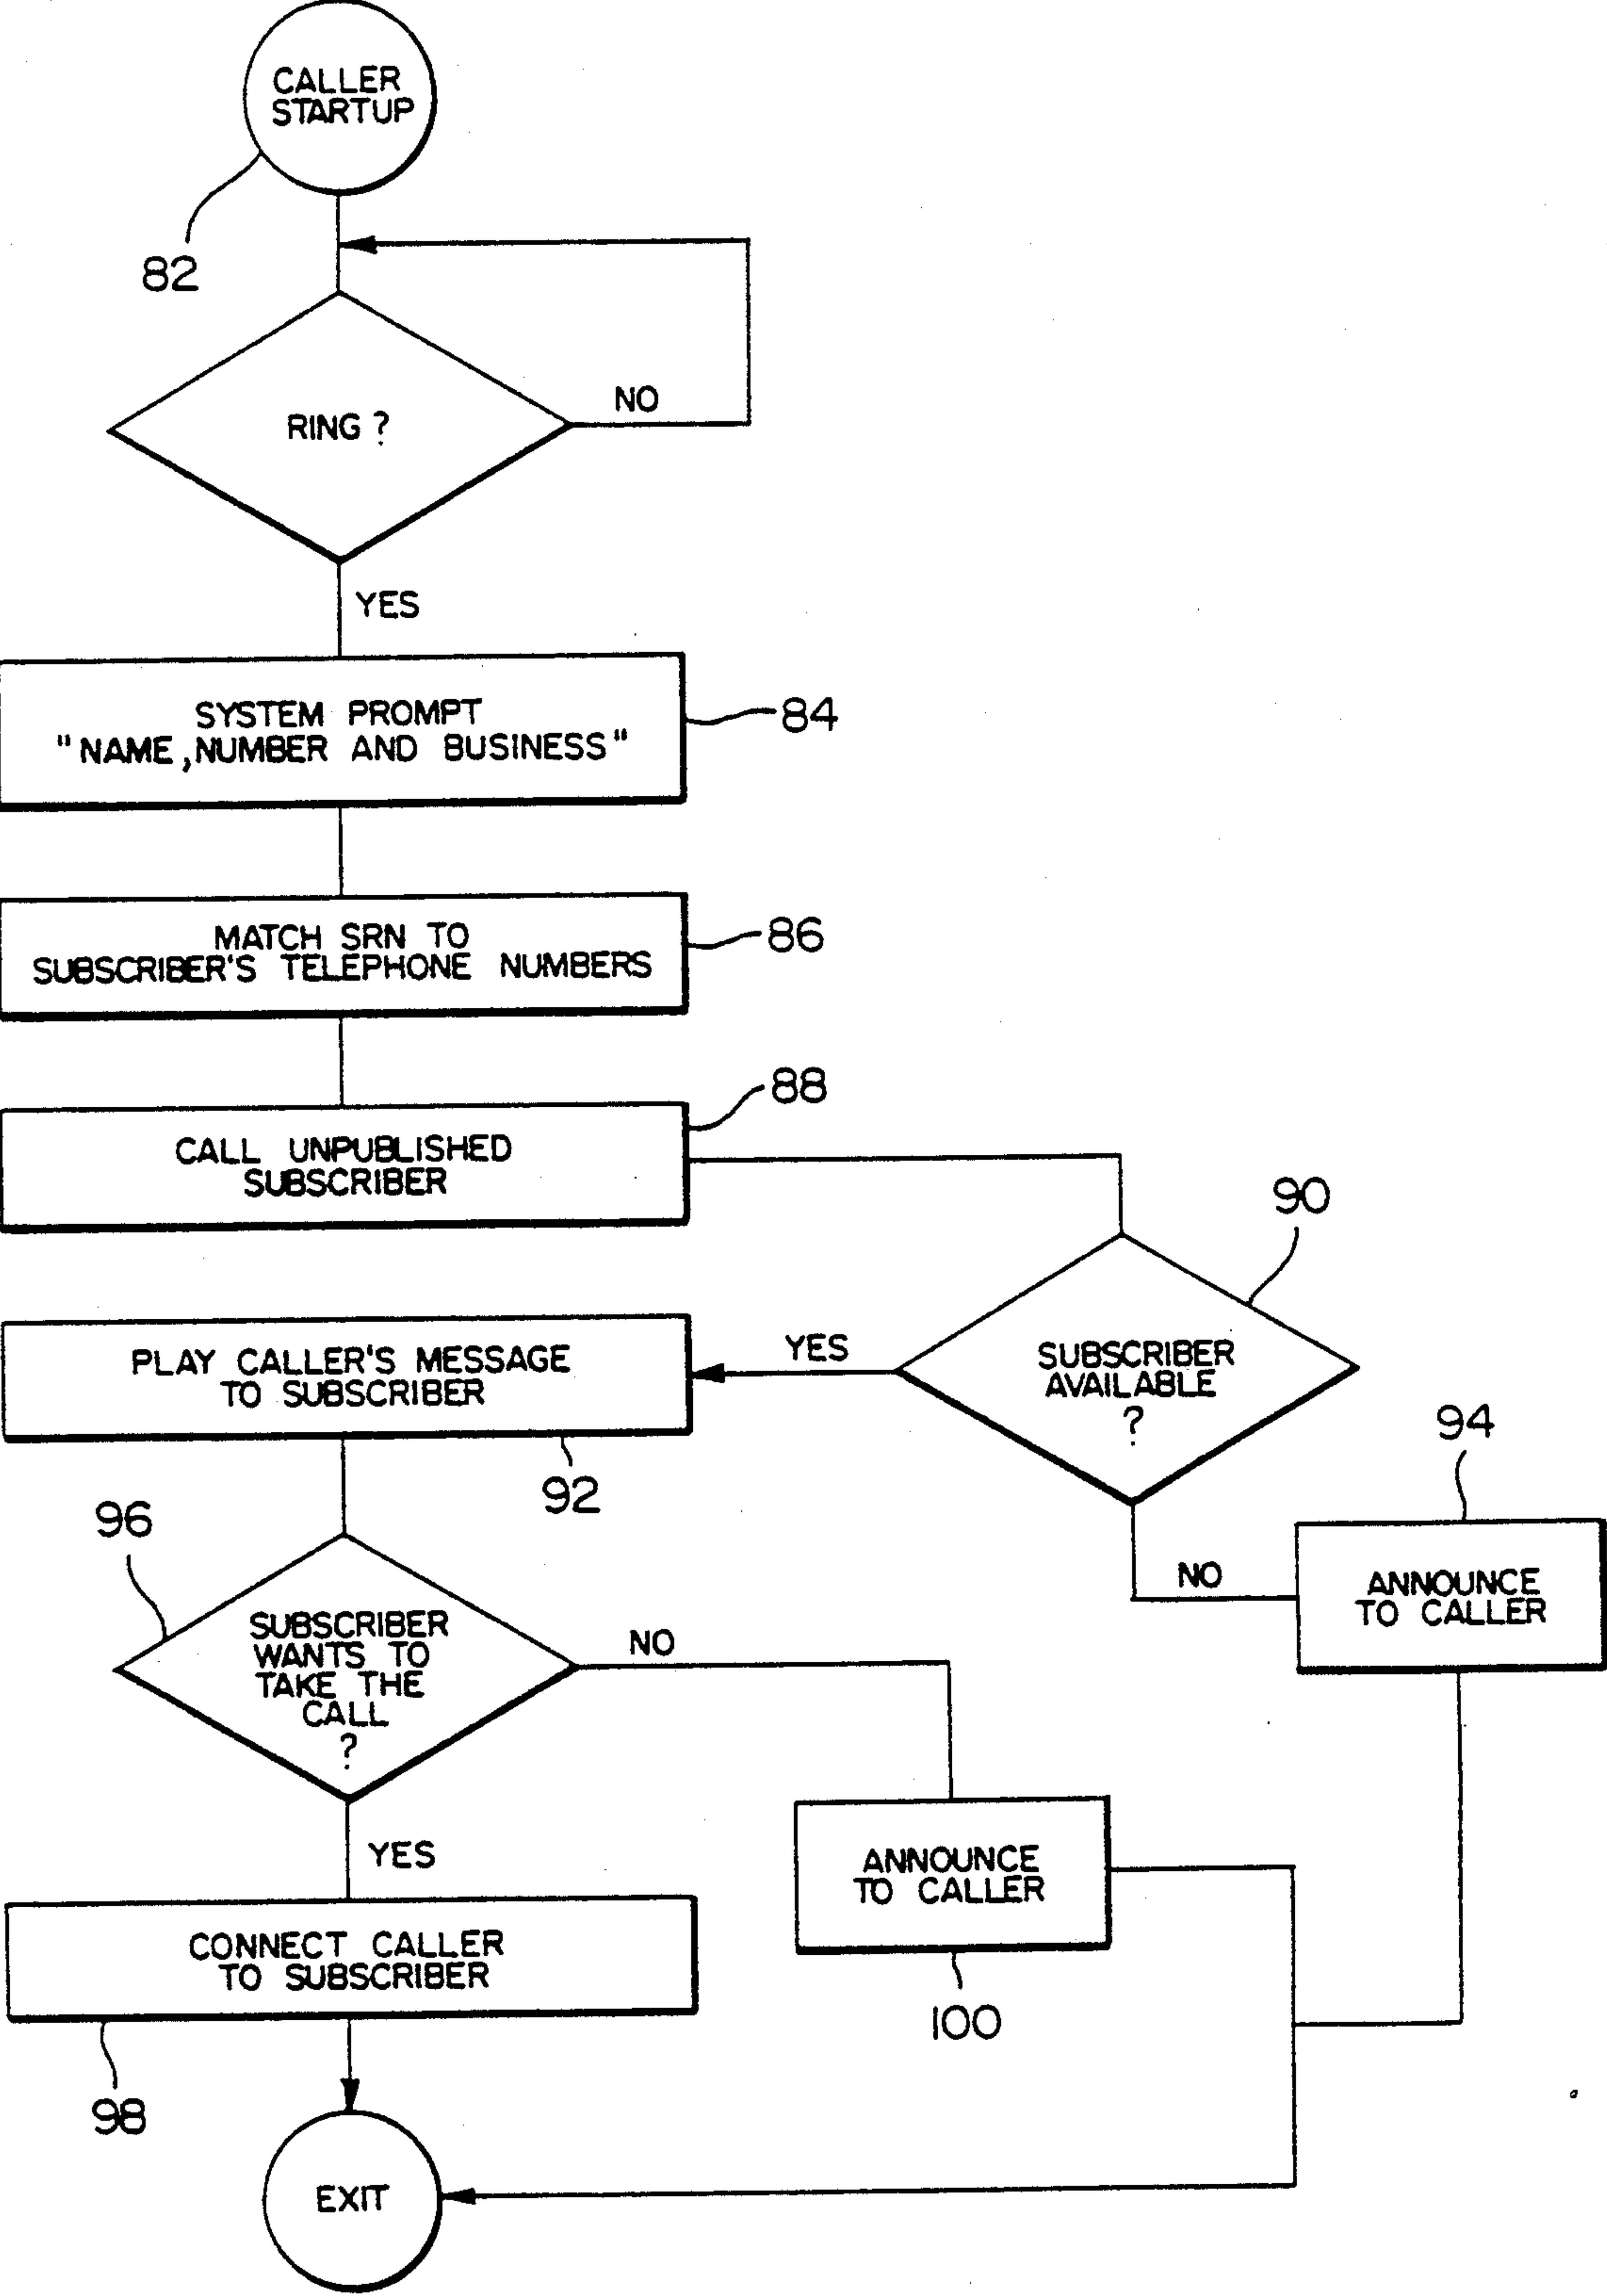 CALLER
STARTUP
82
RING ?
NO
YES
SYSTEM PROMPT
"NAME, NUMBER AND BUSINESS"
84
MATCH SRN TO
SUBSCRIBER'S TELEPHONE NUMBERS
86
CALL UNPUBLISHED
SUBSCRIBER
88
90
SUBSCRIBER
AVAILABLE
?
YES
PLAY CALLER'S MESSAGE
TO SUBSCRIBER
92
94
NO
ANNOUNCE
TO CALLER
96
SUBSCRIBER
WANTS TO
TAKE THE
CALL
?
NO
YES
ANNOUNCE
TO CALLER
100
CONNECT CALLER
TO SUBSCRIBER
98
EXIT